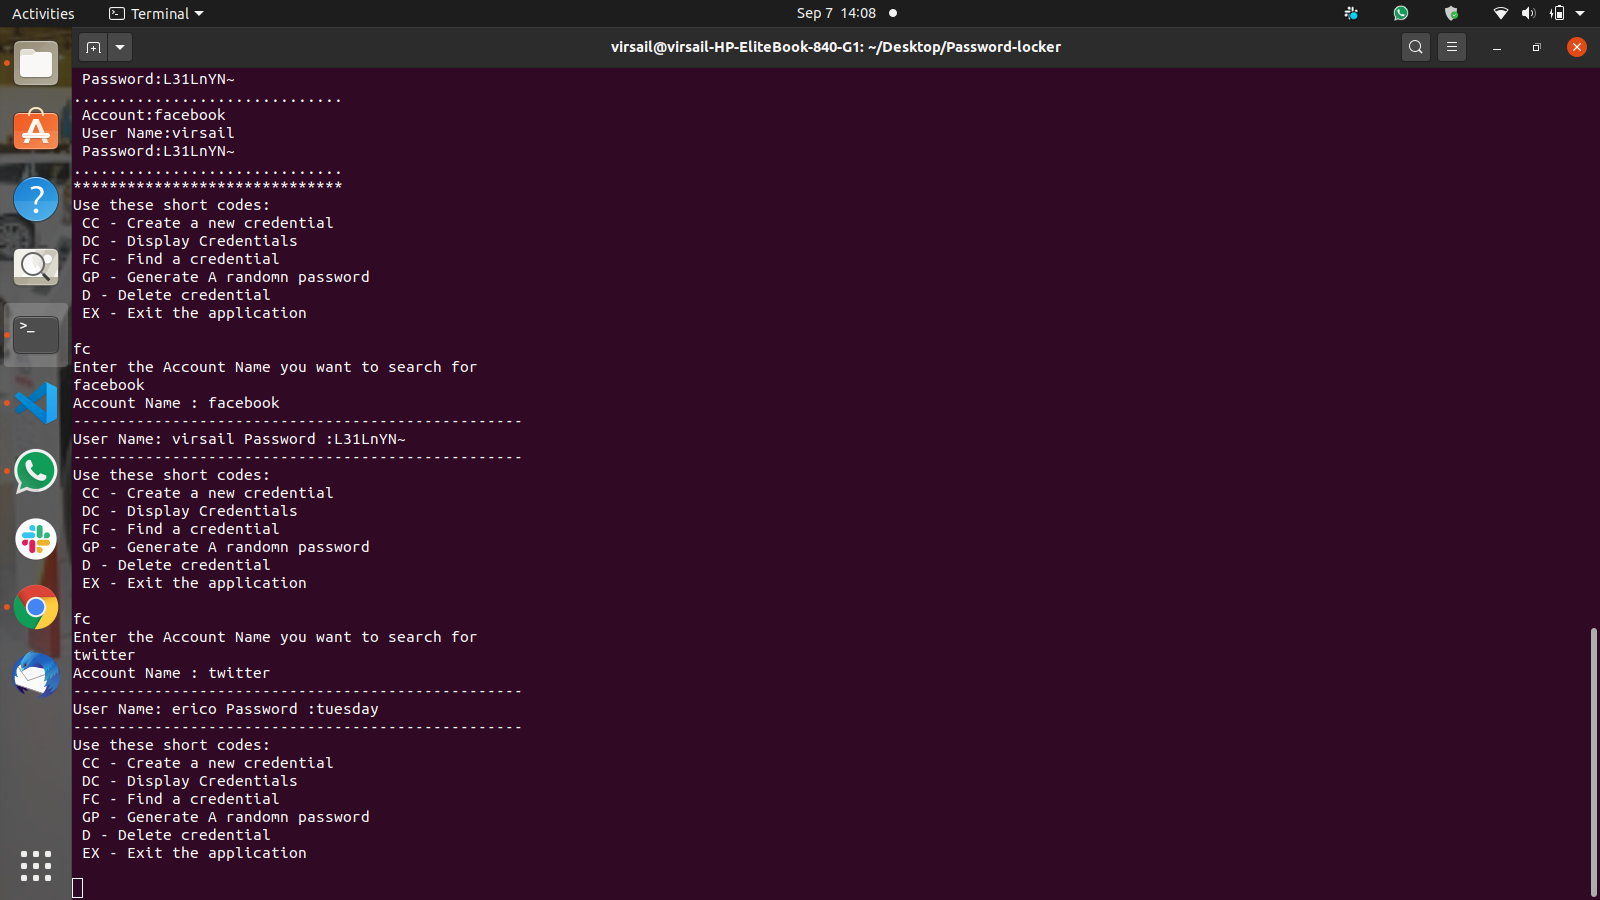 Activities
Terminal
Sep 7 14:08
virsail@virsail-HP-EliteBook-840-G1: ~/Desktop/Password-locker
Password:L31LnYN~
..............................
Account:facebook
User Name:virsail
Password:L31LnYN~
..............................
******************************
Use these short codes:
CC - Create a new credential
DC - Display Credentials
FC - Find a credential
GP - Generate A randomn password
D - Delete credential
EX - Exit the application
fc
Enter the Account Name you want to search for
facebook
Account Name : facebook
--------------------------------------------------
User Name: virsail Password :L31LnYN~
--------------------------------------------------
Use these short codes:
CC - Create a new credential
DC - Display Credentials
FC - Find a credential
GP - Generate A randomn password
D - Delete credential
EX - Exit the application
fc
Enter the Account Name you want to search for
twitter
Account Name : twitter
--------------------------------------------------
User Name: erico Password :tuesday
--------------------------------------------------
Use these short codes:
CC - Create a new credential
DC - Display Credentials
FC - Find a credential
GP - Generate A randomn password
D - Delete credential
EX - Exit the application